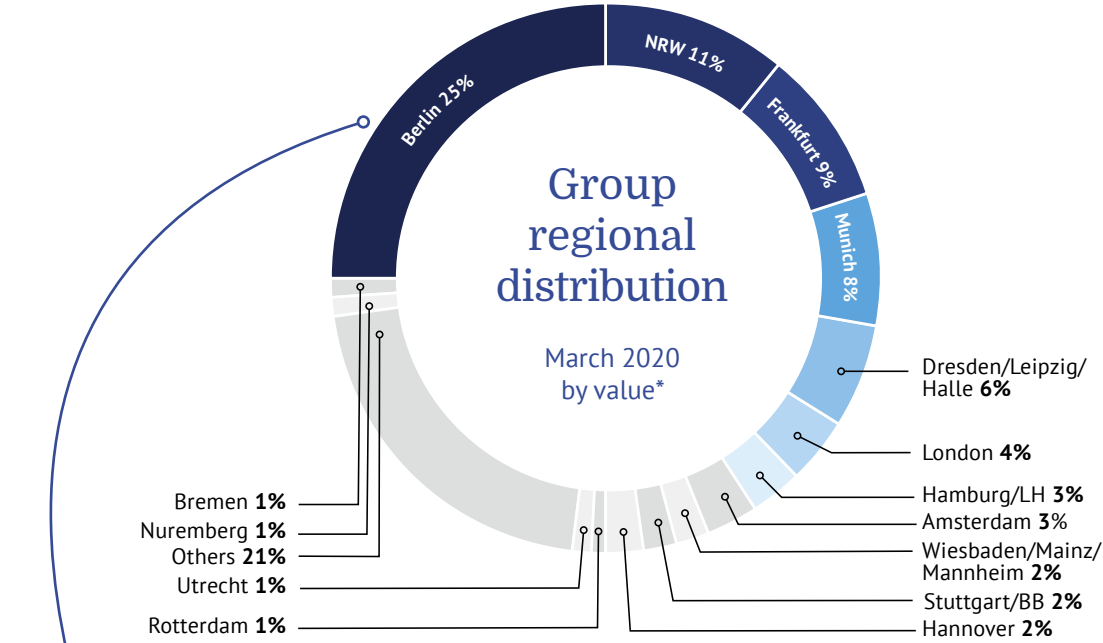 Berlin 25%
NRW 11%
Frankfurt 9%
Munich 8%
Group
regional
distribution
March 2020
by value*
Dresden/Leipzig/
Halle 6%
London 4%
Hamburg/LH 3%
Amsterdam 3%
Wiesbaden/Mainz/
Mannheim 2%
Stuttgart/BB 2%
Hannover 2%
Bremen 1%
Nuremberg 1%
Others 21%
Utrecht 1%
Rotterdam 1%